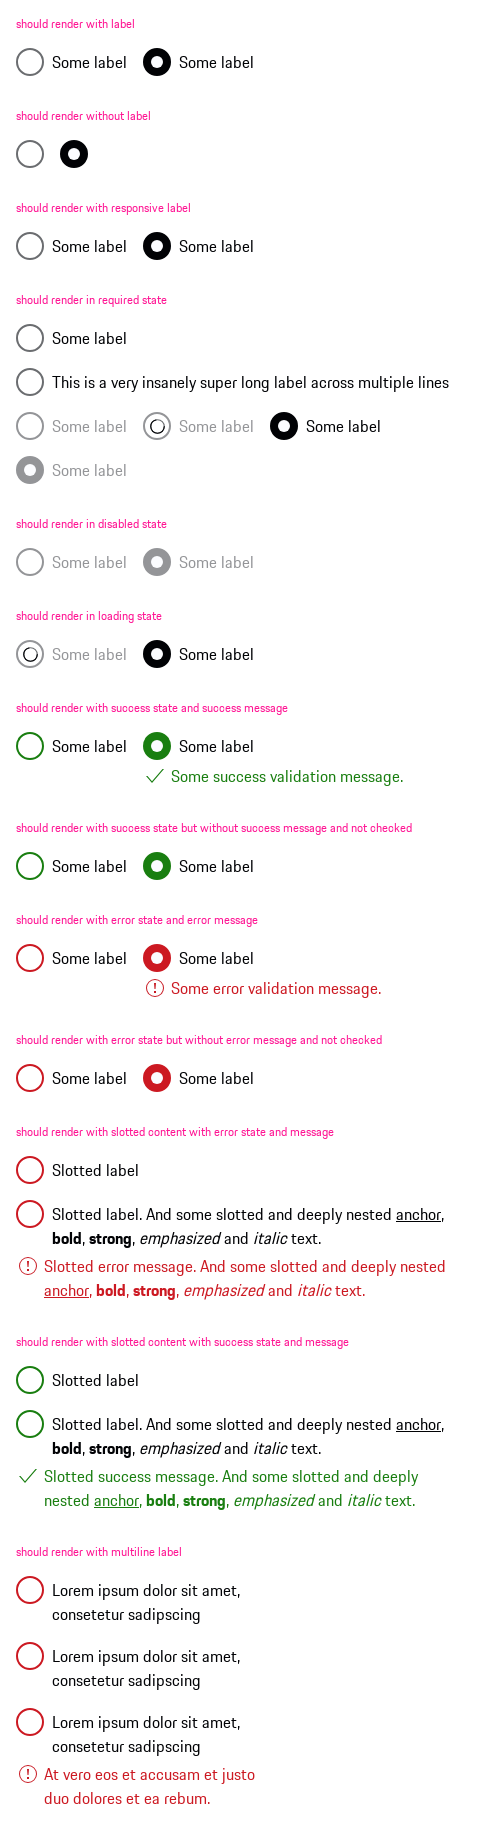 should render with label
Some label Some label
should render without label
should render with responsive label
Some label Some label
should render in required state
Some label
This is a very insanely super long label across multiple lines
Some label Some label Some label
Some label
should render in disabled state
Some label Some label
should render in loading state
Some label Some label
should render with success state and success message
Some label Some label
Some success validation message.
should render with success state but without success message and not checked
Some label Some label
should render with error state and error message
Some label Some label
Some error validation message.
should render with error state but without error message and not checked
Some label Some label
should render with slotted content with error state and message
Slotted label
Slotted label. And some slotted and deeply nested anchor,
bold, strong, emphasized and italic text.
Slotted error message. And some slotted and deeply nested
anchor, bold, strong, emphasized and italic text.
should render with slotted content with success state and message
Slotted label
Slotted label. And some slotted and deeply nested anchor,
bold, strong, emphasized and italic text.
Slotted success message. And some slotted and deeply
nested anchor, bold, strong, emphasized and italic text.
should render with multiline label
Lorem ipsum dolor sit amet,
consetetur sadipscing
Lorem ipsum dolor sit amet,
consetetur sadipscing
Lorem ipsum dolor sit amet,
consetetur sadipscing
At vero eos et accusam et justo
duo dolores et ea rebum.